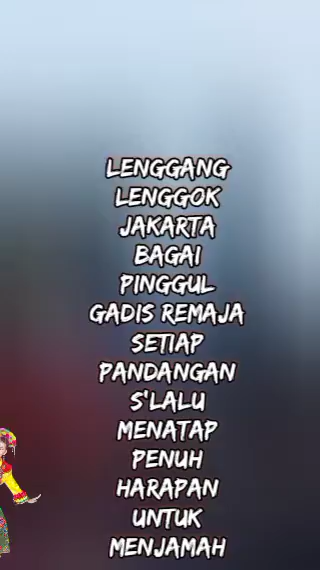 LENGGANG
LENGGOK
JAKARTA
BAGAI
PINGGUL
GADIS REMAJA
SETIAP
PANDANGAN
S'LALU
MENATAP
PENUH
HARAPAN
UNTUK
MENJAMAH